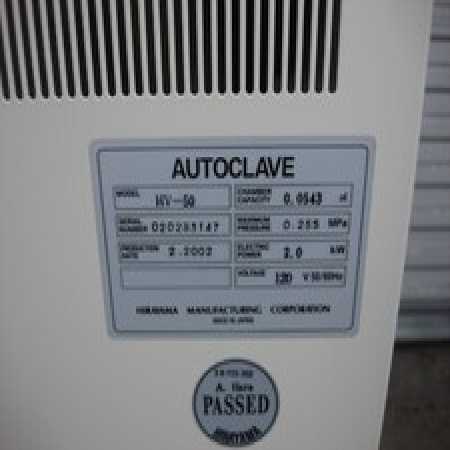 AUTOCLAVE
MODEL HV-50
CHAMBER CAPACITY 0.0543
SERIAL NUMBER
MAXIMUM PRESSURE 0.255 MPa
PRODUCTION DATE 2.2002
ELECTRIC POWER 2.0 kW
VOLTAGE 120 V 50/60Hz
HIRAYAMA MANUFACTURING CORPORATION
MADE IN JAPAN
PASSED
HIRAYAMA